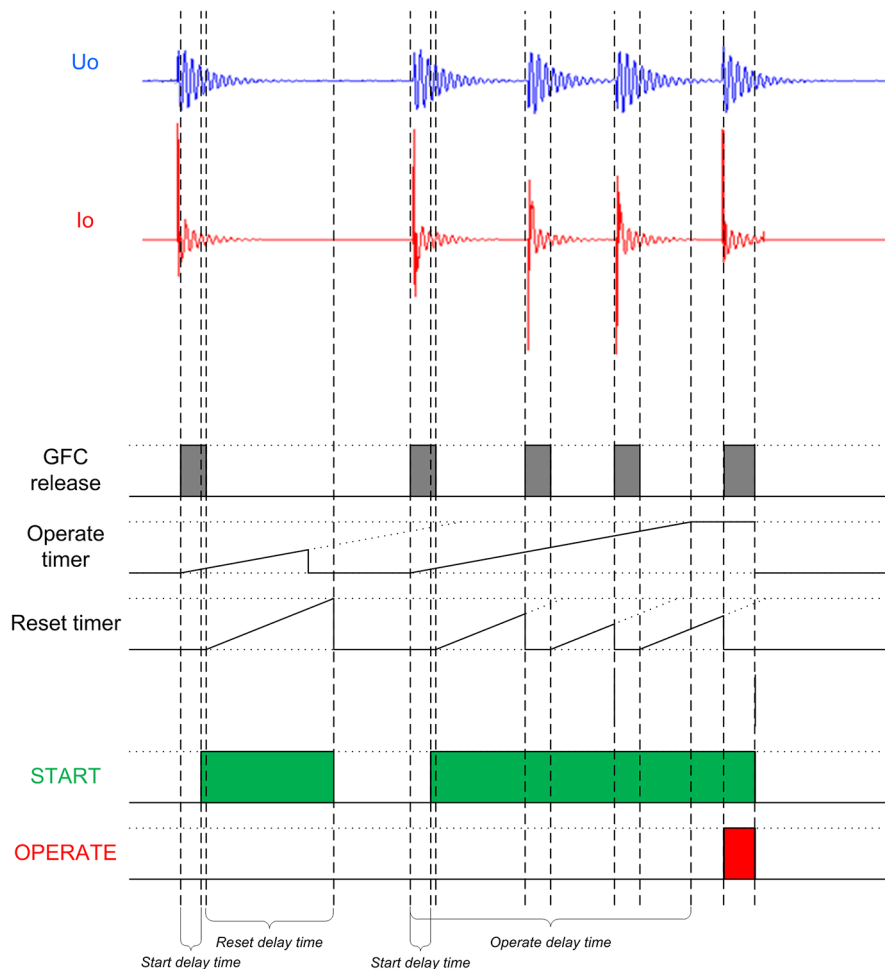 Uo
Io
GFC
release
Operate
timer
Reset timer
START
OPERATE
Reset delay time
Operate delay time
Start delay time
Start delay time